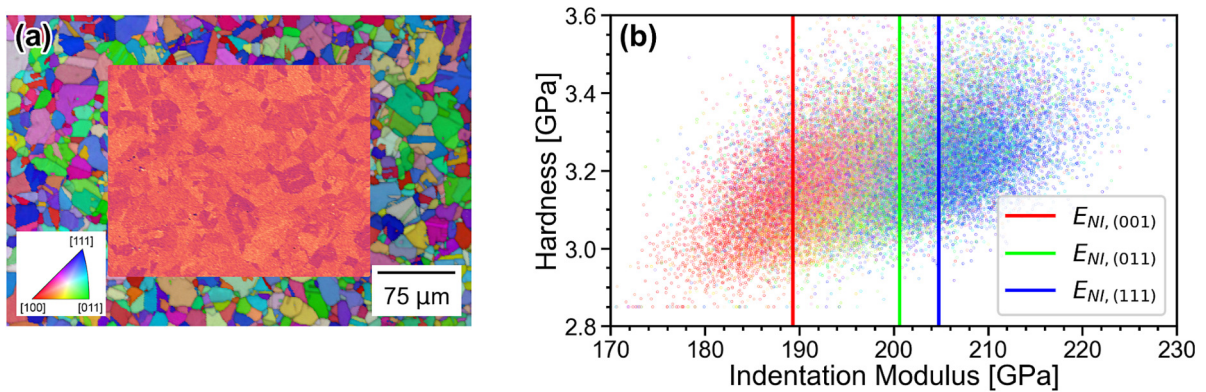 (a)
[111]
[100]
[011]
75 µm
(b)
Hardness [GPa]
3.6
3.4
3.2
3.0
2.8
170
190
200
210
220
230
Indentation Modulus [GPa]
E_{NI, (001)}
E_{NI, (011)}
E_{NI, (111)}